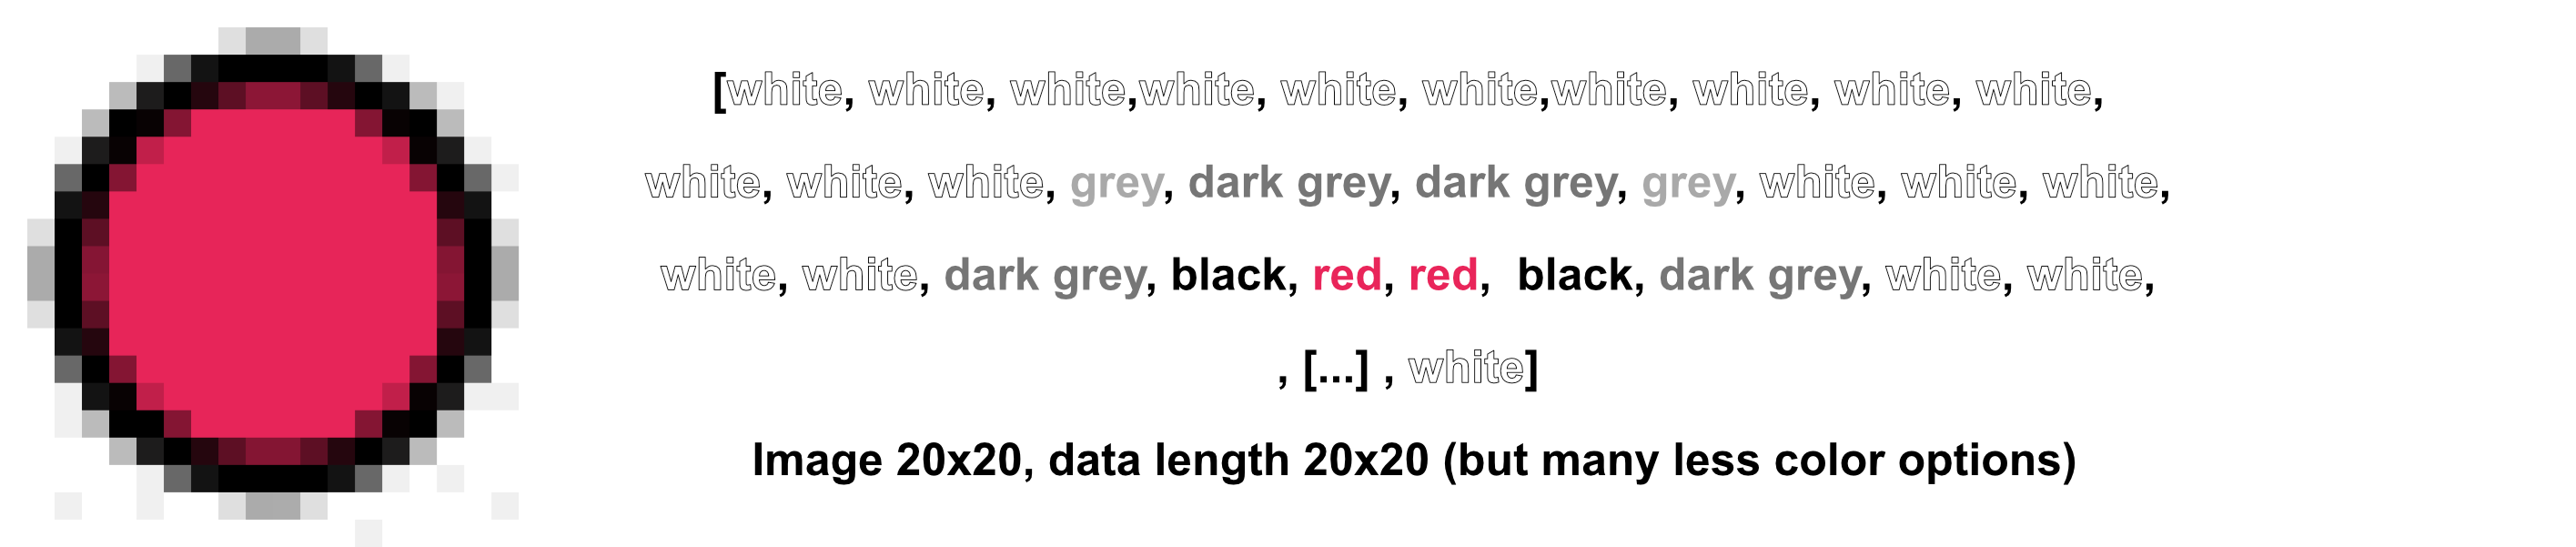 [white, white, white,white, white, white,white, white, white, white,
white, white, white, grey, dark grey, dark grey, grey, white, white, white,
white, white, dark grey, black, red, red, black, dark grey, white, white,
, [...] , white]
Image 20x20, data length 20x20 (but many less color options)